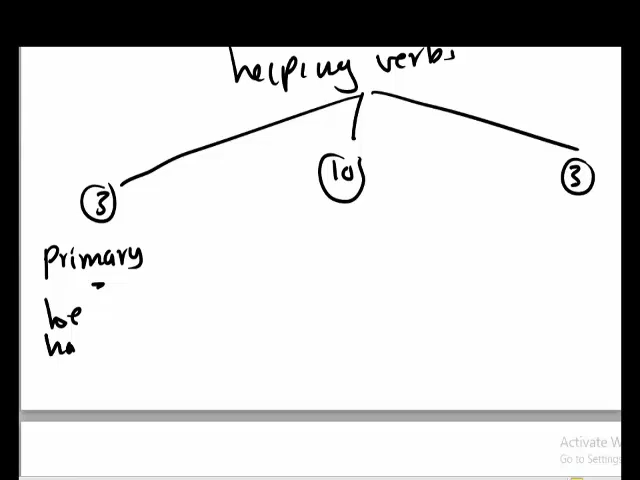 helping verbs
3 10 3
primary
be
ha
Activate W
Go to Settings